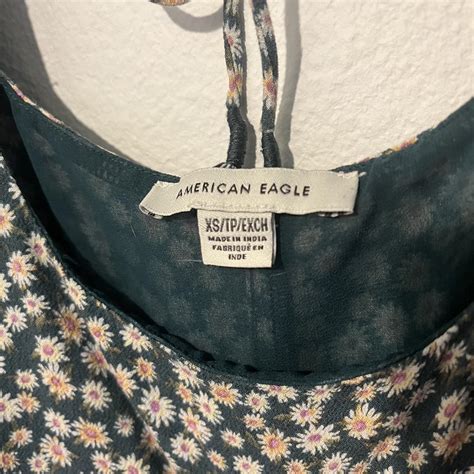 AMERICAN EAGLE
XS/TP/EXCH
MADE IN INDIA
FABRIQUÉ EN
INDE